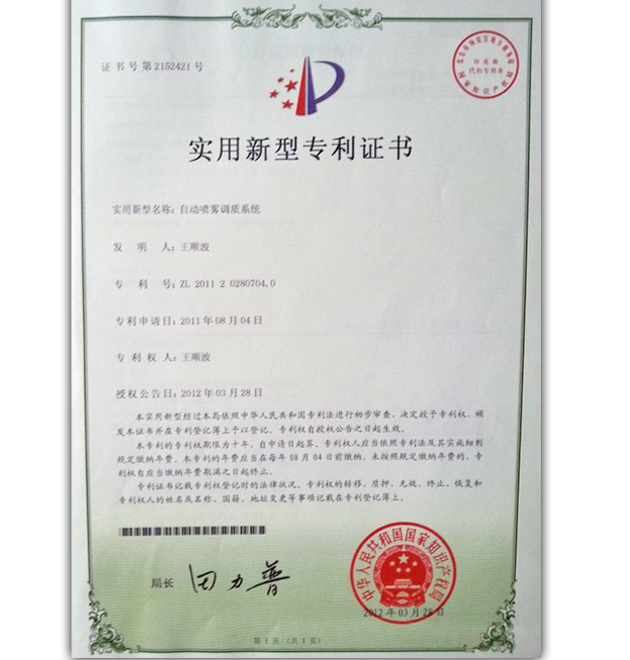 证书号第2152421号
实用新型专利证书
实用新型名称：自动喷雾调质系统
发 明 人：王顺波
专 利 号：ZL 2011 2 0280704.0
专利申请日：2011年08月04日
专 利 权 人：王顺波
授权公告日：2012年03月28日
本实用新型经过本局依照中华人民共和国专利法进行初步审查，决定授予专利权，颁
发本证书并在专利登记簿上予以登记。专利权自授权公告之日起生效。
本专利的专利权期限为十年，自申请日起算。专利权人应当依照专利法及其实施细则
规定缴纳年费。本专利的年费应当在每年08月04日前缴纳。未按照规定缴纳年费的，专
利权自应当缴纳年费期满之日起终止。
专利证书记载专利权登记时的法律状况。专利权的转移、质押、无效、终止、恢复和
专利权人的姓名或名称、国籍、地址变更等事项记载在专利登记簿上。
局长 田力普
中华人民共和国国家知识产权局
2012年03月28日
第1页（共1页）